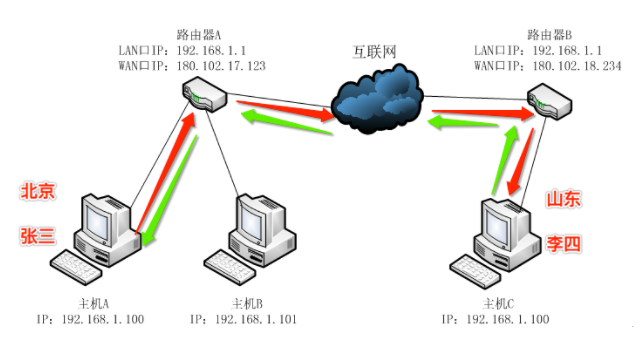 路由器A
LAN口IP: 192.168.1.1
WAN口IP: 180.102.17.123
互联网
路由器B
LAN口IP: 192.168.1.1
WAN口IP: 180.102.18.234
北京
张三
山东
李四
主机A
IP: 192.168.1.100
主机B
IP: 192.168.1.101
主机C
IP: 192.168.1.100